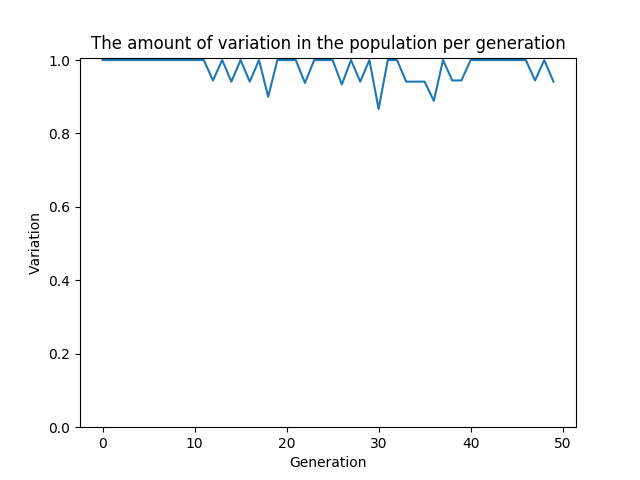 The amount of variation in the population per generation
1.0
0.8
0.6
0.4
0.2
0.0
Variation
0 10 20 30 40 50
Generation